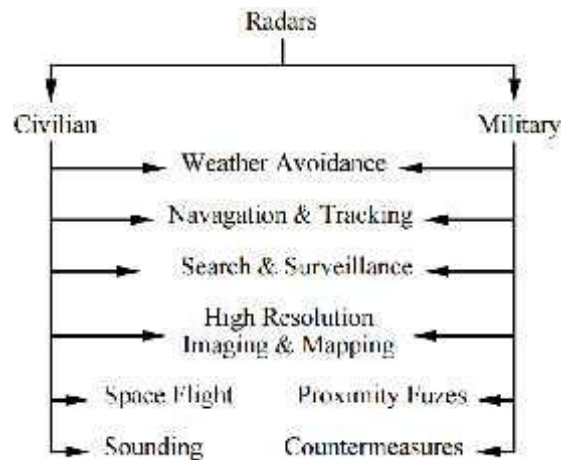 Radars
Civilian Military
Weather Avoidance
Navagation & Tracking
Search & Surveillance
High Resolution
Imaging & Mapping
Space Flight Proximity Fuzes
Sounding Countermeasures